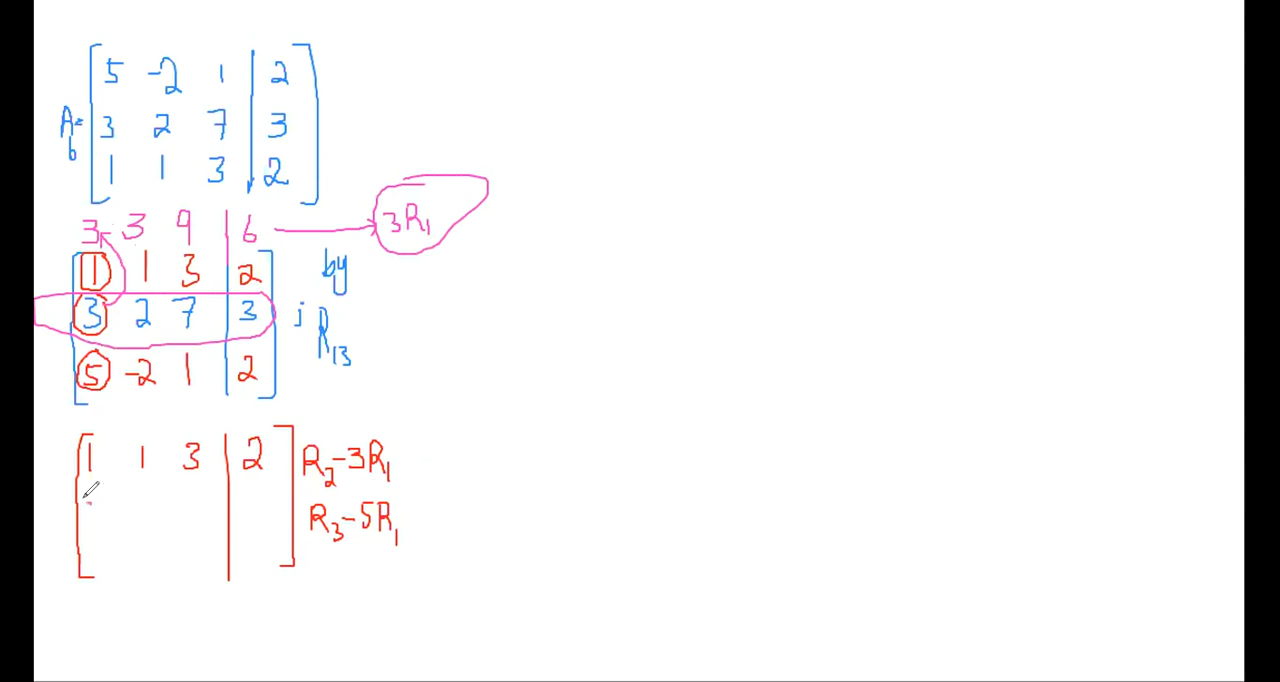 5 -2 1 | 2
A = 3 2 7 | 3
b
1 1 3 | 2
3 3 9 | 6 → 3R₁
1 1 3 | 2 by
3 2 7 | 3 ; R₁₃
5 -2 1 | 2
1 1 3 | 2 R₂-3R₁
R₃-5R₁